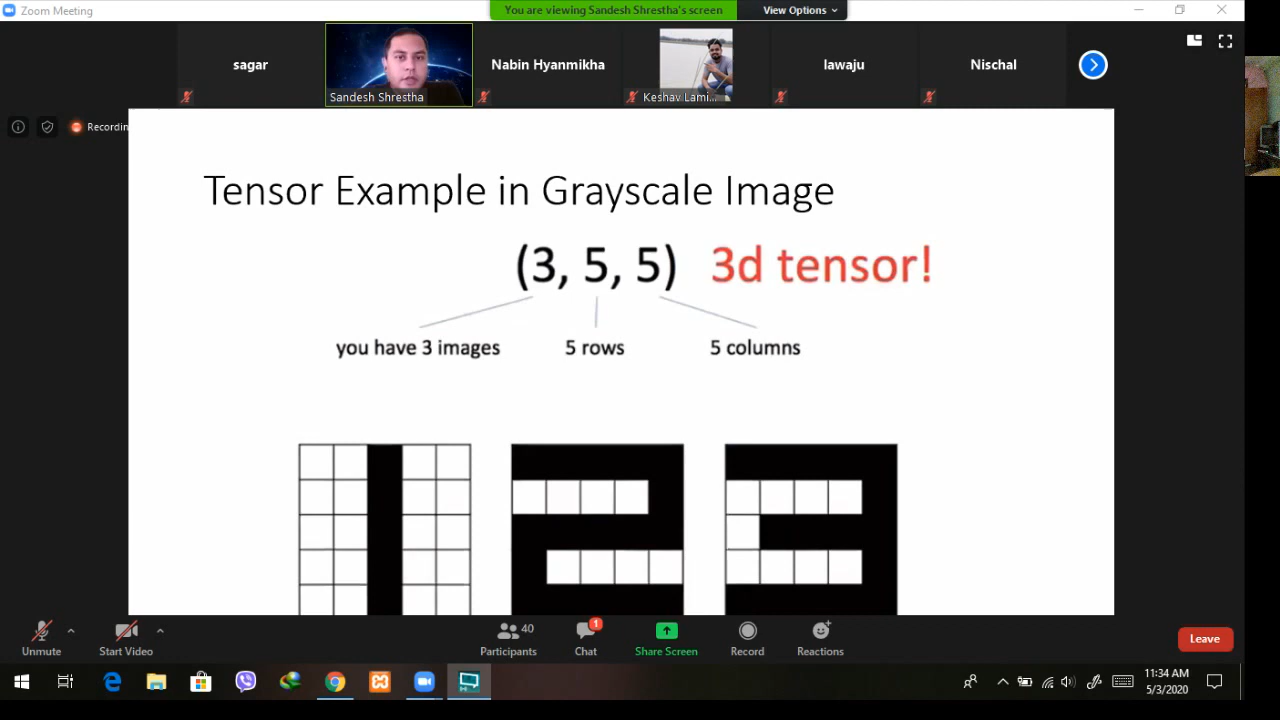 Zoom Meeting
You are viewing Sandesh Shrestha's screen
View Options
sagar
Sandesh Shrestha
Nabin Hyanmikha
Keshav Lami...
lawaju
Nischal
Recordin
Tensor Example in Grayscale Image
(3, 5, 5) 3d tensor!
you have 3 images
5 rows
5 columns
Unmute
Start Video
Participants
40
Chat
1
Share Screen
Record
Reactions
Leave
11:34 AM
5/3/2020